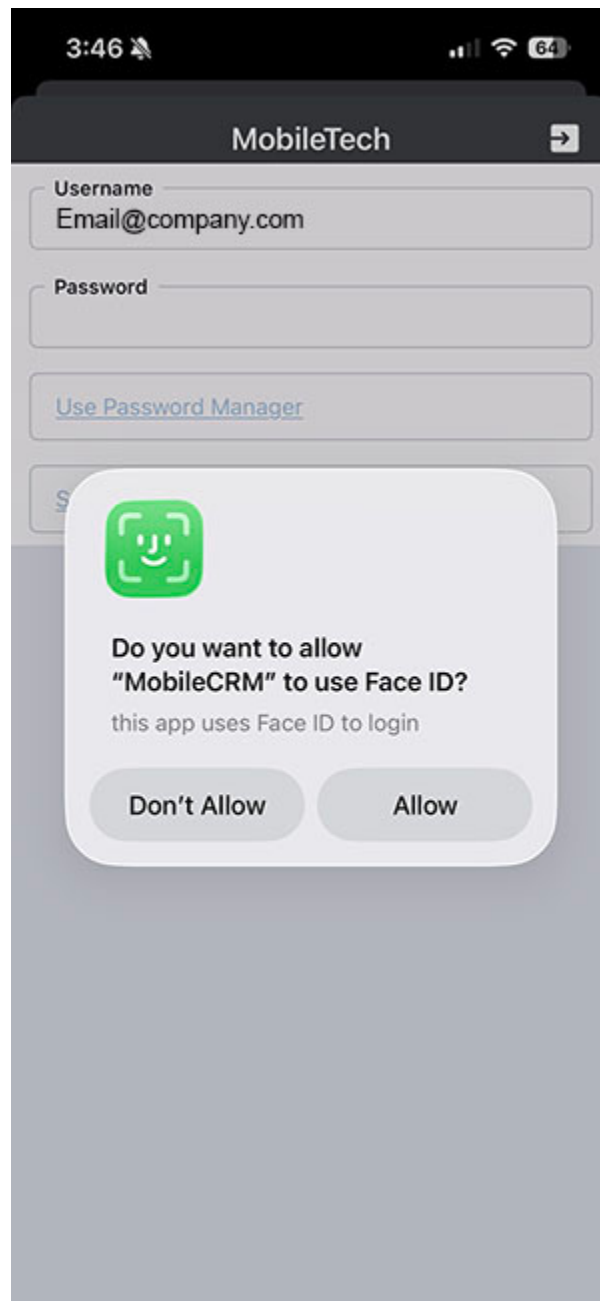 3:46
64
MobileTech
Username
Email@company.com
Password
Use Password Manager
Do you want to allow
“MobileCRM” to use Face ID?
this app uses Face ID to login
Don’t Allow
Allow